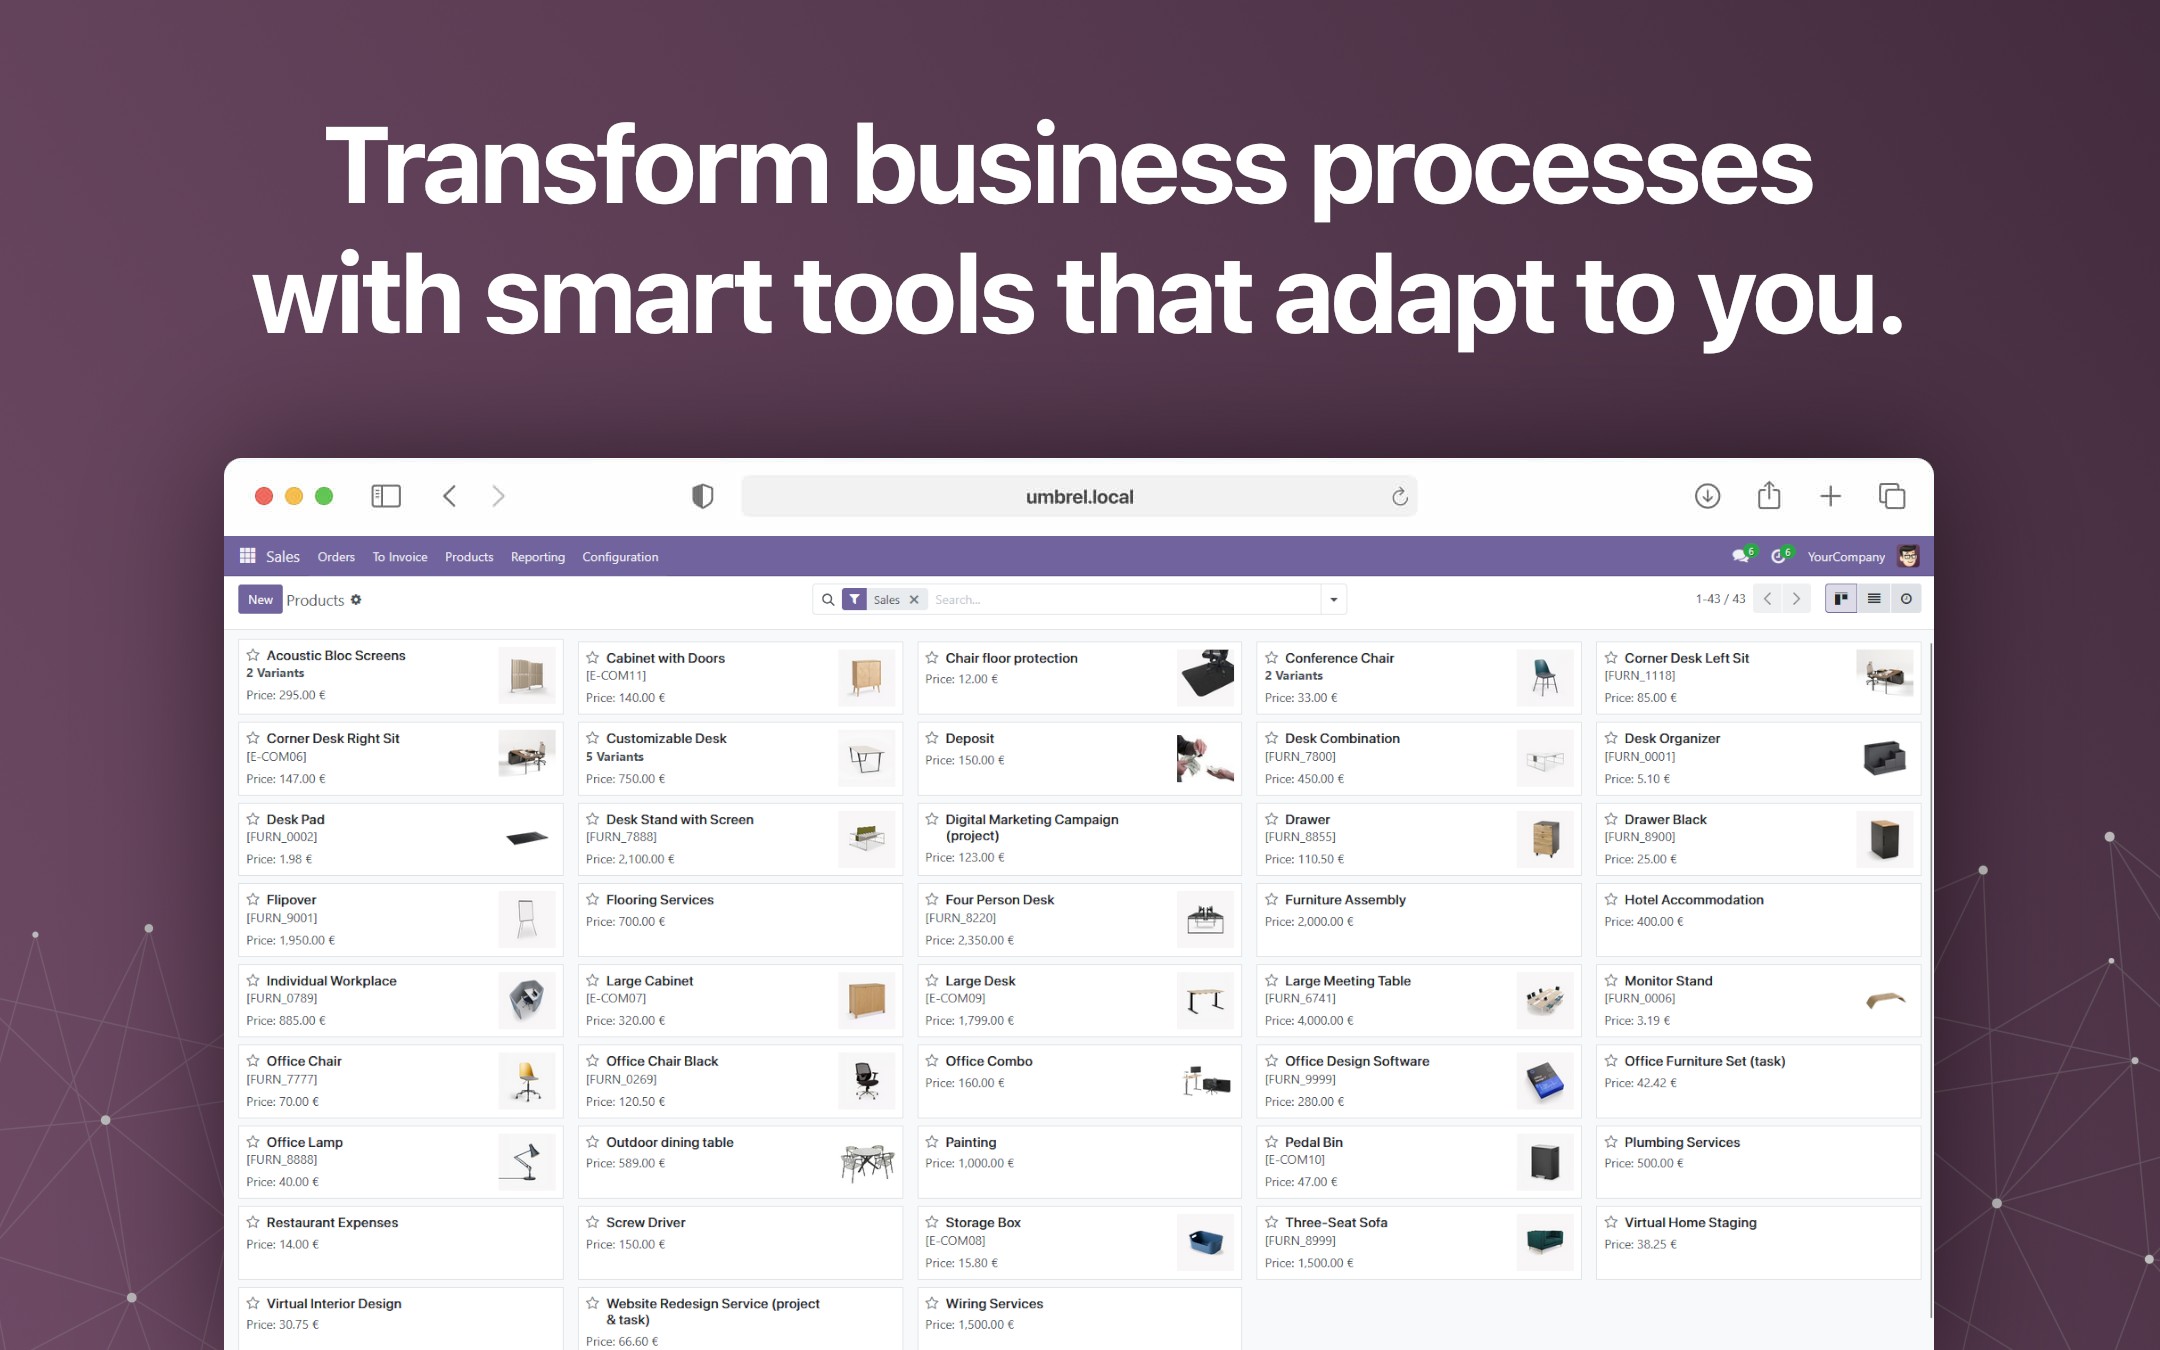 Transform business processes
with smart tools that adapt to you.
umbrel.local
Sales Orders To Invoice Products Reporting Configuration 6 6 YourCompany
New Products Sales Search... 1-43 / 43
Acoustic Bloc Screens
2 Variants
Price: 295.00 €
Cabinet with Doors
[E-COM11]
Price: 140.00 €
Chair floor protection
Price: 12.00 €
Conference Chair
2 Variants
Price: 33.00 €
Corner Desk Left Sit
[FURN_1118]
Price: 85.00 €
Corner Desk Right Sit
[E-COM06]
Price: 147.00 €
Customizable Desk
5 Variants
Price: 750.00 €
Deposit
Price: 150.00 €
Desk Combination
[FURN_7800]
Price: 450.00 €
Desk Organizer
[FURN_0001]
Price: 5.10 €
Desk Pad
[FURN_0002]
Price: 1.98 €
Desk Stand with Screen
[FURN_7888]
Price: 2,100.00 €
Digital Marketing Campaign
(project)
Price: 123.00 €
Drawer
[FURN_8855]
Price: 110.50 €
Drawer Black
[FURN_8900]
Price: 25.00 €
Flipover
[FURN_9001]
Price: 1,950.00 €
Flooring Services
Price: 700.00 €
Four Person Desk
[FURN_8220]
Price: 2,350.00 €
Furniture Assembly
Price: 2,000.00 €
Hotel Accommodation
Price: 400.00 €
Individual Workplace
[FURN_0789]
Price: 885.00 €
Large Cabinet
[E-COM07]
Price: 320.00 €
Large Desk
[E-COM09]
Price: 1,799.00 €
Large Meeting Table
[FURN_6741]
Price: 4,000.00 €
Monitor Stand
[FURN_0006]
Price: 3.19 €
Office Chair
[FURN_7777]
Price: 70.00 €
Office Chair Black
[FURN_0269]
Price: 120.50 €
Office Combo
Price: 160.00 €
Office Design Software
[FURN_9999]
Price: 280.00 €
Office Furniture Set (task)
Price: 42.42 €
Office Lamp
[FURN_8888]
Price: 40.00 €
Outdoor dining table
Price: 589.00 €
Painting
Price: 1,000.00 €
Pedal Bin
[E-COM10]
Price: 47.00 €
Plumbing Services
Price: 500.00 €
Restaurant Expenses
Price: 14.00 €
Screw Driver
Price: 150.00 €
Storage Box
[E-COM08]
Price: 15.80 €
Three-Seat Sofa
[FURN_8999]
Price: 1,500.00 €
Virtual Home Staging
Price: 38.25 €
Virtual Interior Design
Price: 30.75 €
Website Redesign Service (project
& task)
Price: 66.60 €
Wiring Services
Price: 1,500.00 €